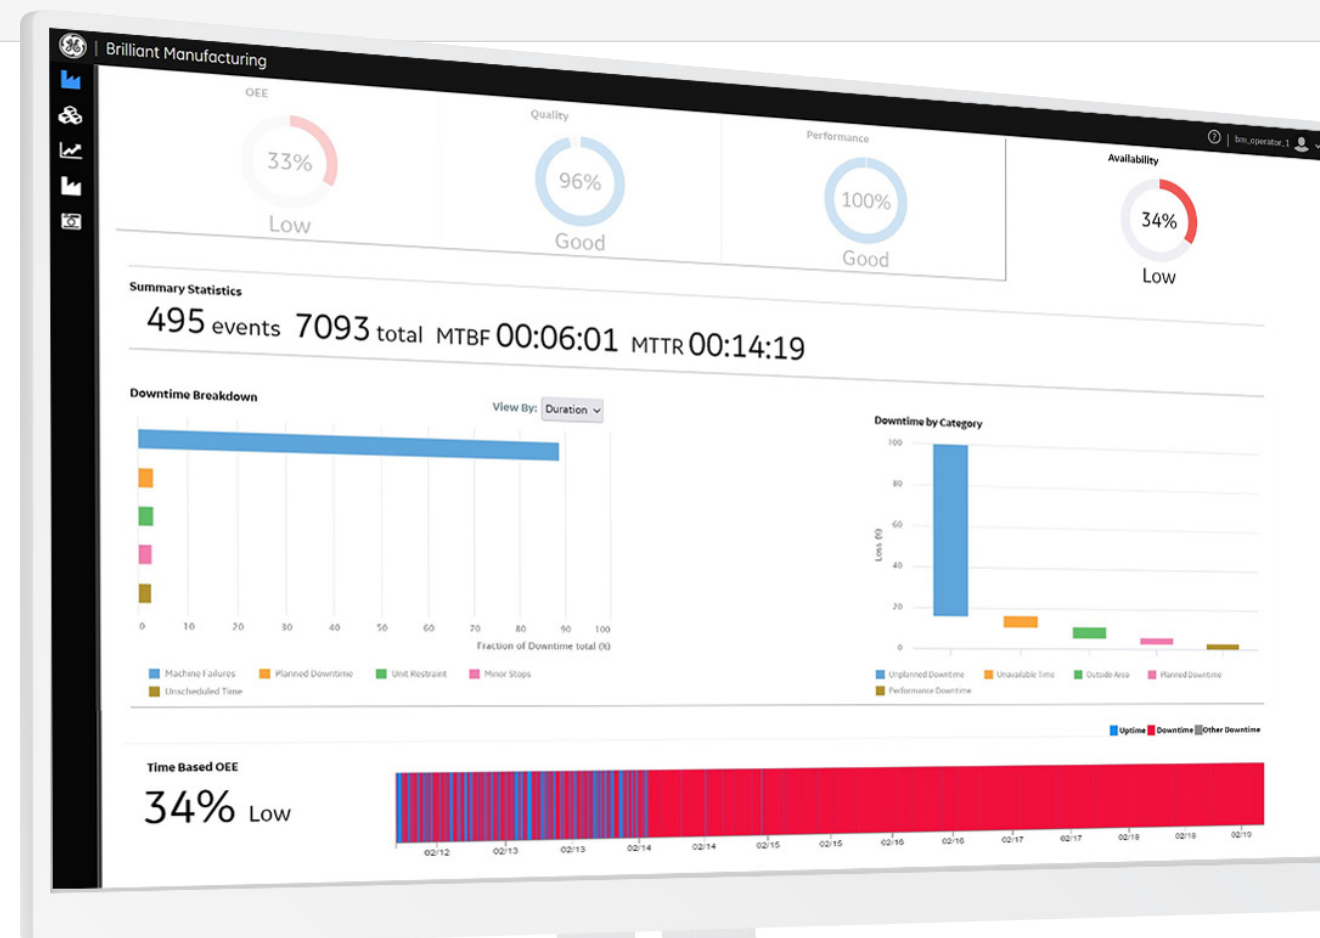 Brilliant Manufacturing
bm_operator_1
OEE
33%
Low
Quality
96%
Good
Performance
100%
Good
Availability
34%
Low
Summary Statistics
495 events 7093 total MTBF 00:06:01 MTTR 00:14:19
Downtime Breakdown
View By: Duration
0 10 20 30 40 50 60 70 80 90 100
Fraction of Downtime total (%)
Machine Failures Planned Downtime Unit Restraint Minor Stops
Unscheduled Time
Downtime by Category
100
80
60
40
20
0
Loss (%)
Unplanned Downtime Unavailable Time Outside Area Planned Downtime
Performance Downtime
Uptime Downtime Other Downtime
Time Based OEE
34% Low
02/12 02/13 02/13 02/14 02/14 02/15 02/15 02/16 02/16 02/17 02/17 02/18 02/18 02/19